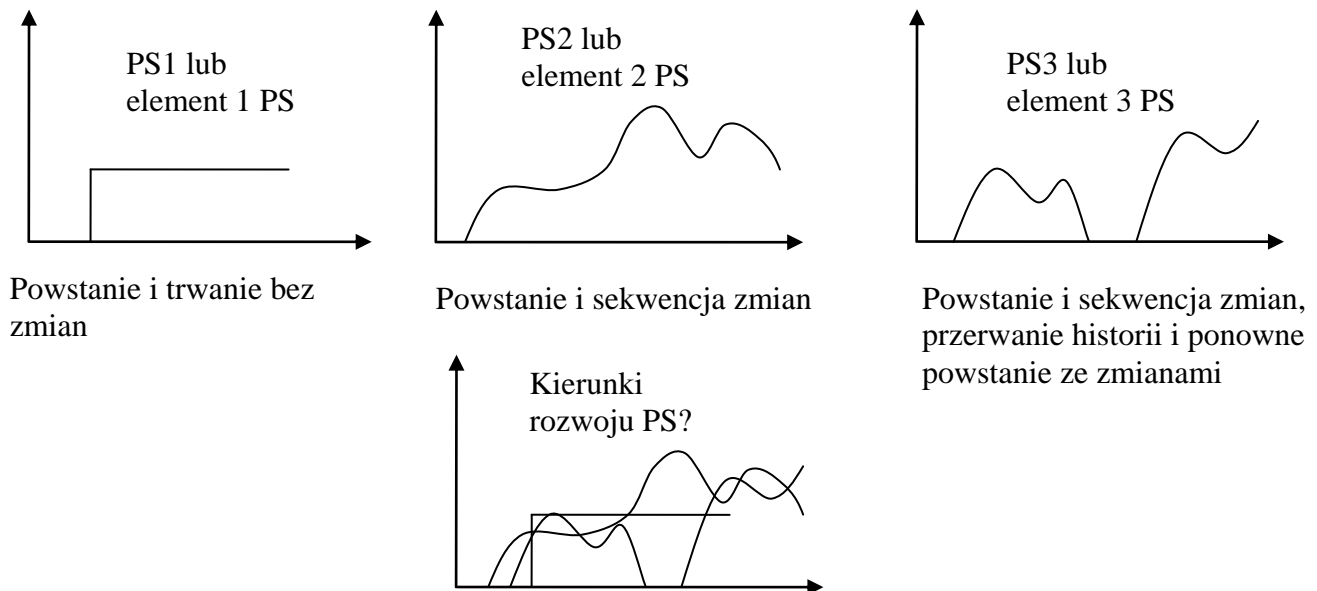 PS1 lub
element 1 PS
Powstanie i trwanie bez
zmian
PS2 lub
element 2 PS
Powstanie i sekwencja zmian
PS3 lub
element 3 PS
Powstanie i sekwencja zmian,
przerwanie historii i ponowne
powstanie ze zmianami
Kierunki
rozwoju PS?